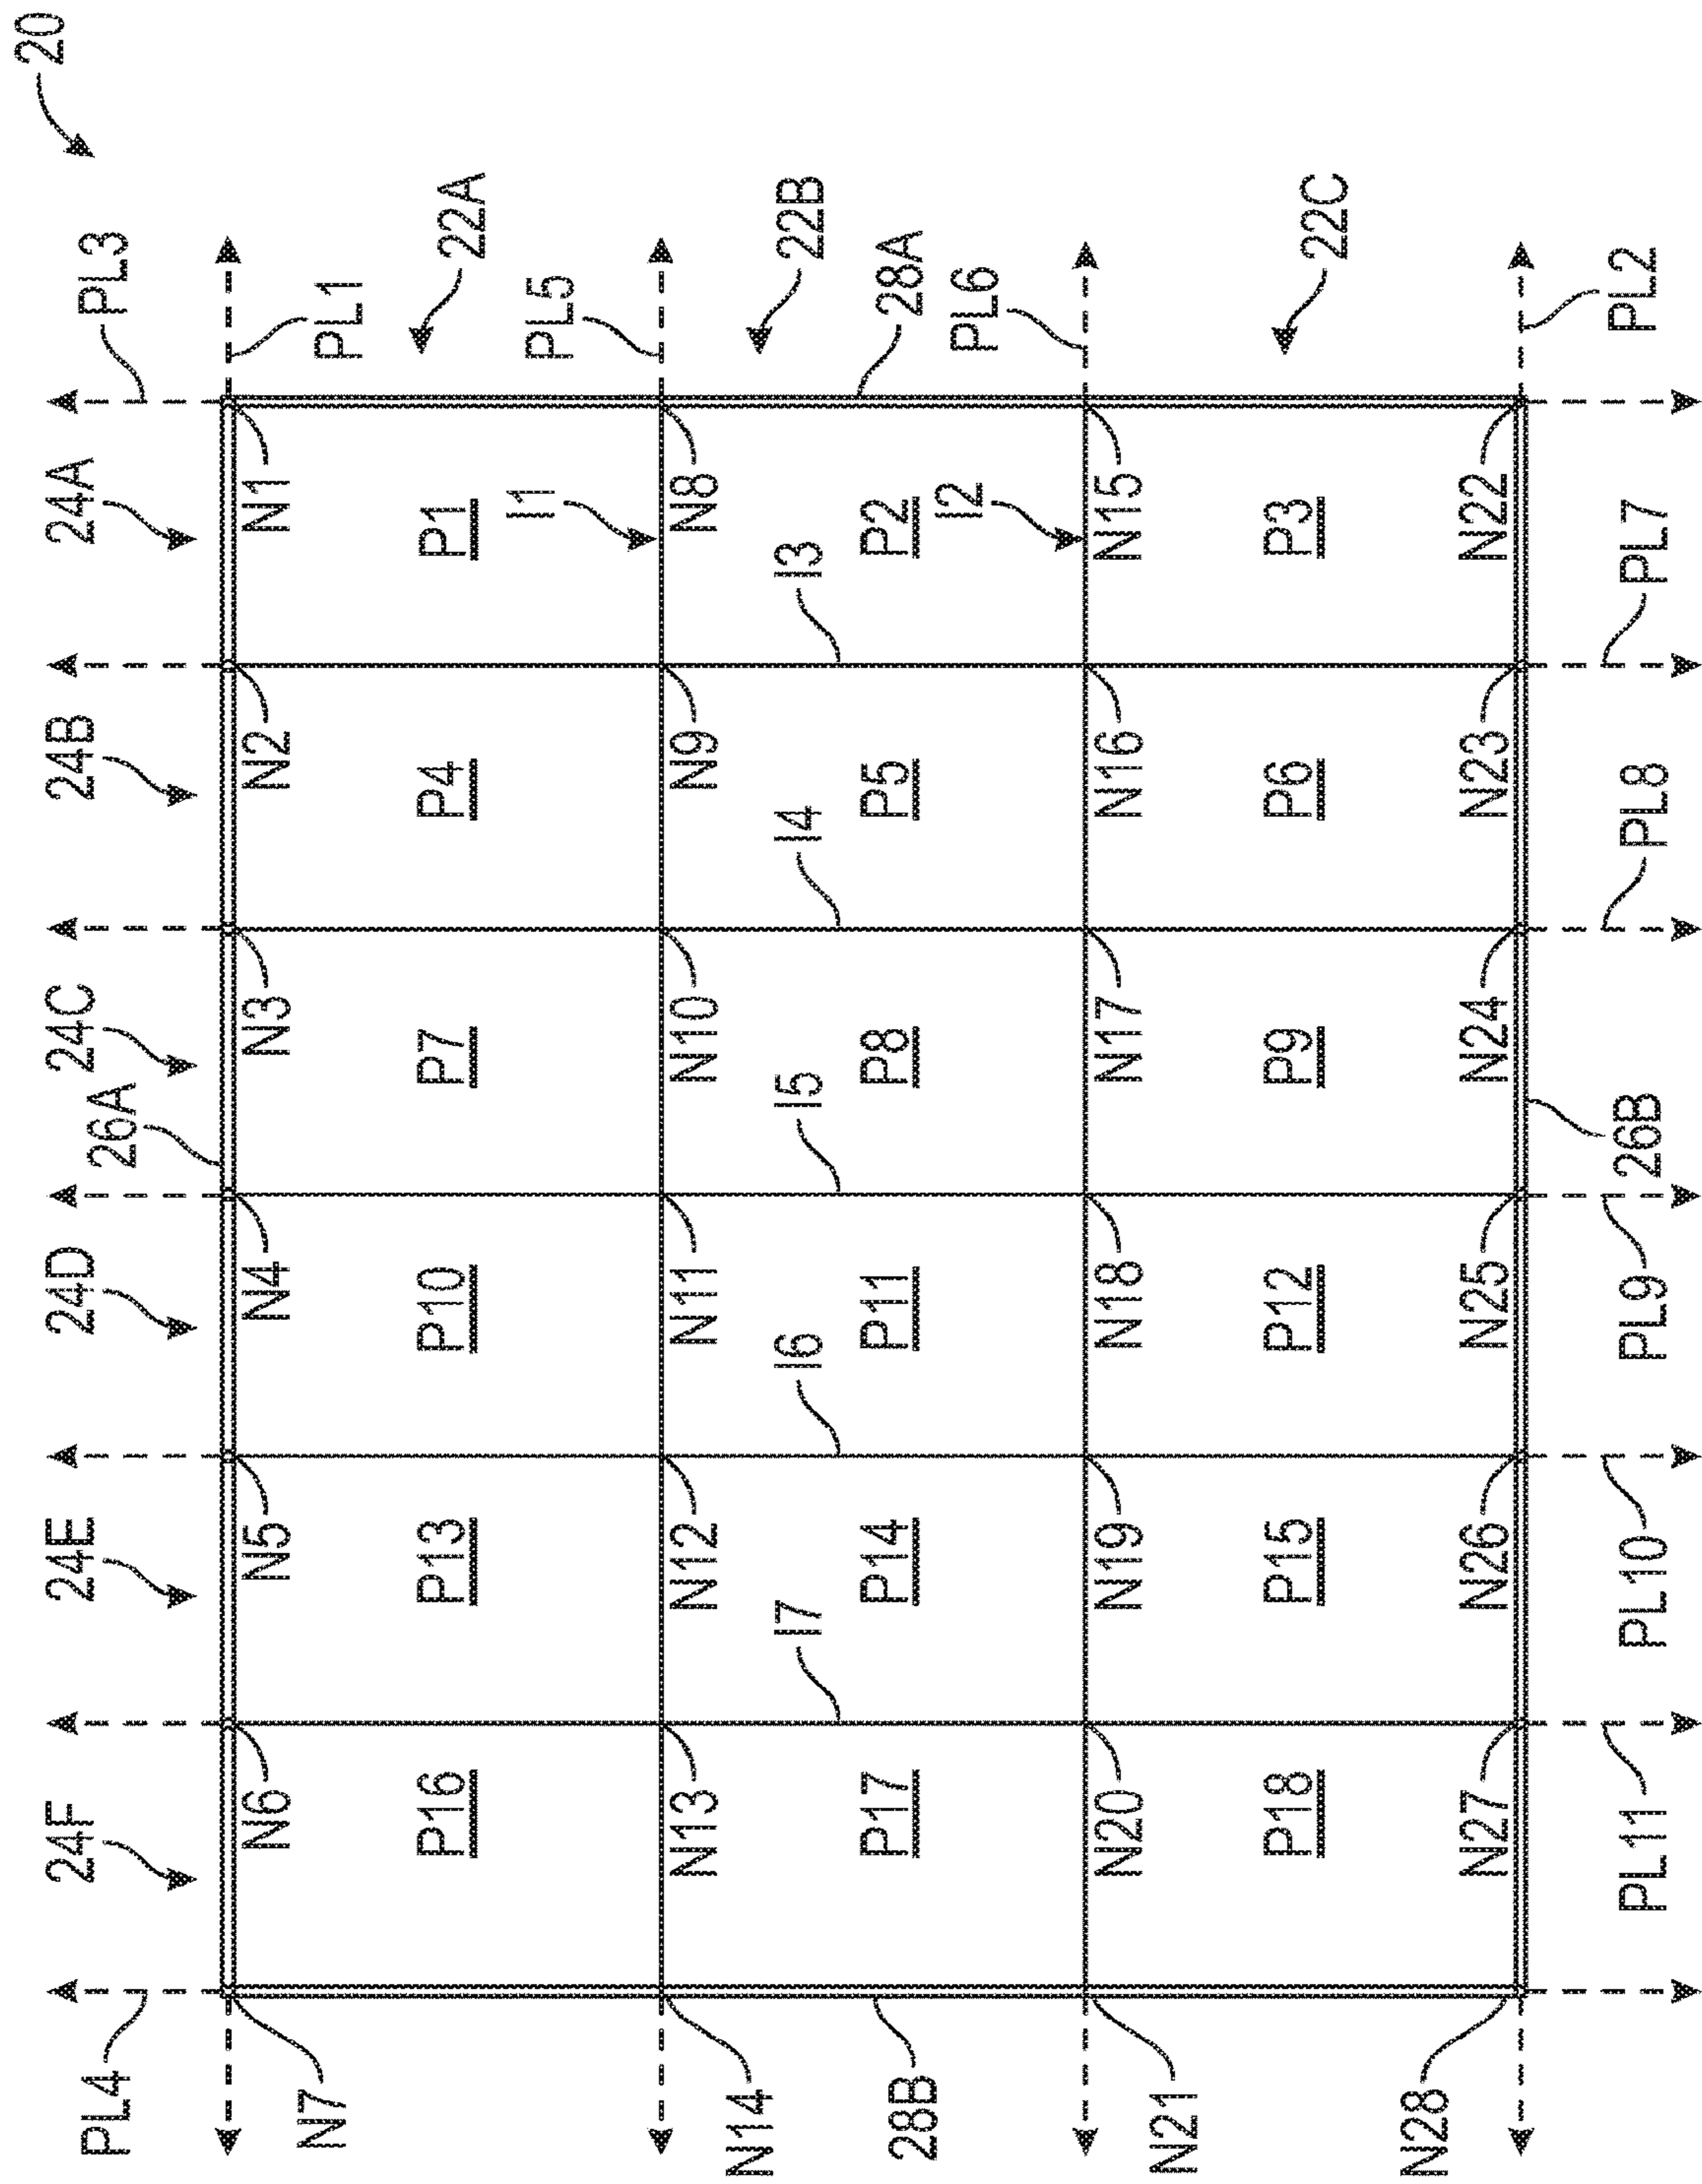 20
24F 24E 24D 24C 24B 24A
PL4 26A PL3
N6 N5 N4 N3 N2 N1
N7 PL1
P16 P13 P10 P7 P4 P1 22A
I1 PL5
N13 N12 N11 N10 N9 N8
N14
I7 I6 I5 I4 I3 22B
P17 P14 P11 P8 P5 P2
28B 28A
I2 PL6
N20 N19 N18 N17 N16 N15
N21
P18 P15 P12 P9 P6 P3 22C
N28
N27 N26 N25 N24 N23 N22
PL11 PL10 PL9 26B PL8 PL7 PL2